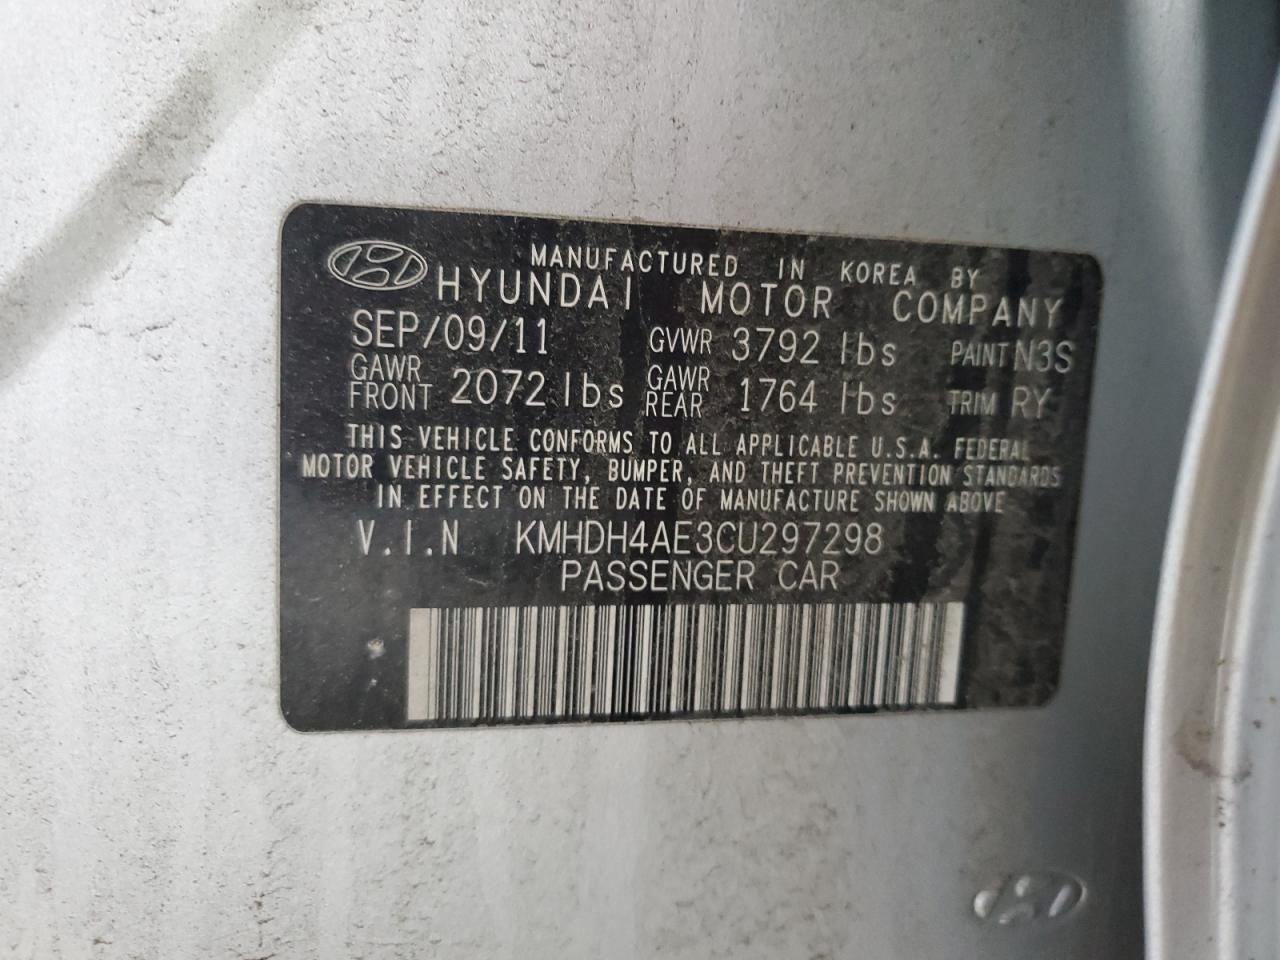 MANUFACTURED IN KOREA BY
HYUNDAI MOTOR COMPANY
SEP/09/11 GVWR 3792 lbs PAINT N3S
GAWR FRONT 2072 lbs GAWR REAR 1764 lbs TRIM RY
THIS VEHICLE CONFORMS TO ALL APPLICABLE U.S.A. FEDERAL
MOTOR VEHICLE SAFETY, BUMPER, AND THEFT PREVENTION STANDARDS
IN EFFECT ON THE DATE OF MANUFACTURE SHOWN ABOVE
V.I.N KMHDH4AE3CU297298
PASSENGER CAR